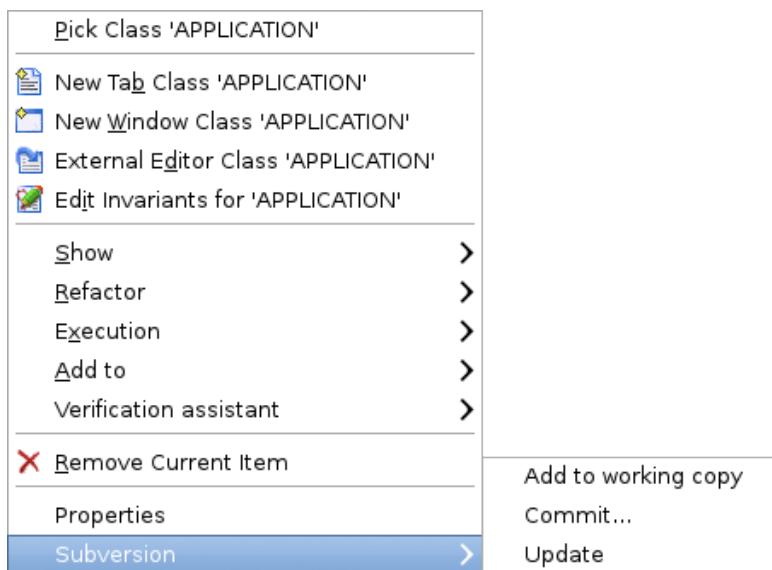 Pick Class 'APPLICATION'
New Tab Class 'APPLICATION'
New Window Class 'APPLICATION'
External Editor Class 'APPLICATION'
Edit Invariants for 'APPLICATION'
Show
Refactor
Execution
Add to
Verification assistant
Remove Current Item
Properties
Subversion
Add to working copy
Commit...
Update